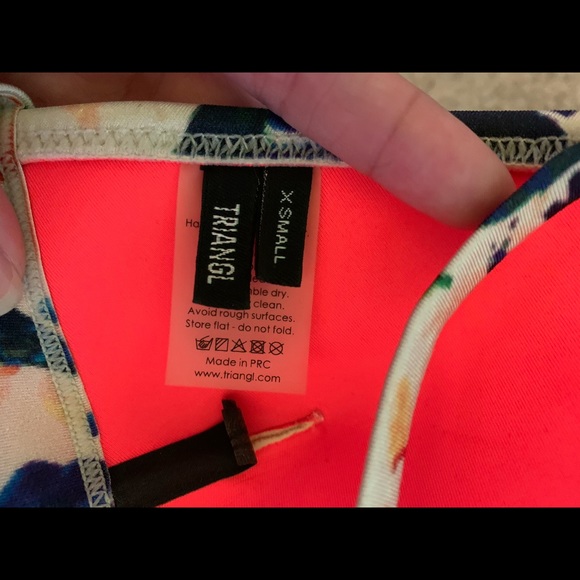 TRIANGL
X SMALL
Ha
ble dry.
clean.
Avoid rough surfaces.
Store flat - do not fold.
Made in PRC
www.triangl.com